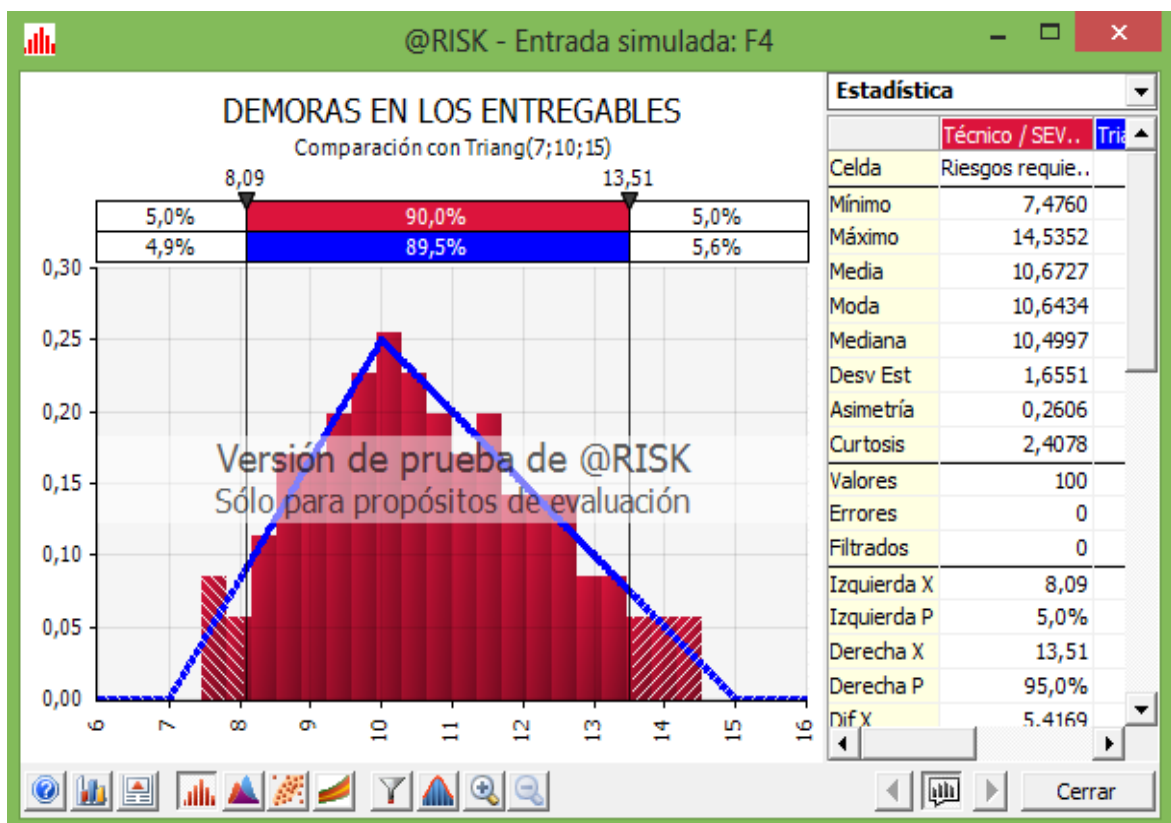 @RISK - Entrada simulada: F4
DEMORAS EN LOS ENTREGABLES
Comparación con Triang(7;10;15)
8,09 13,51
5,0% 90,0% 5,0%
4,9% 89,5% 5,6%
0,30
0,25
0,20
0,15
0,10
0,05
0,00
6 7 8 9 10 11 12 13 14 15 16
Versión de prueba de @RISK
Sólo para propósitos de evaluación
Estadística
Técnico / SEV.. Tria
Celda Riesgos requie..
Mínimo 7,4760
Máximo 14,5352
Media 10,6727
Moda 10,6434
Mediana 10,4997
Desv Est 1,6551
Asimetría 0,2606
Curtosis 2,4078
Valores 100
Errores 0
Filtrados 0
Izquierda X 8,09
Izquierda P 5,0%
Derecha X 13,51
Derecha P 95,0%
Dif X 5,4169
Cerrar